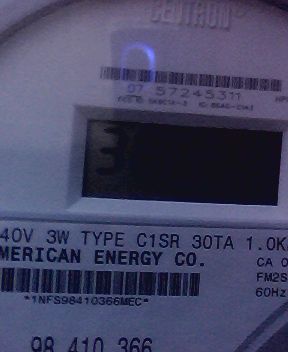 CENTRON
07 57245311
3
40V 3W TYPE C1SR 30TA 1.0K
MERICAN ENERGY CO.
CA 0
FM2S
60Hz
*1NFS98410366MEC*
98 410 366